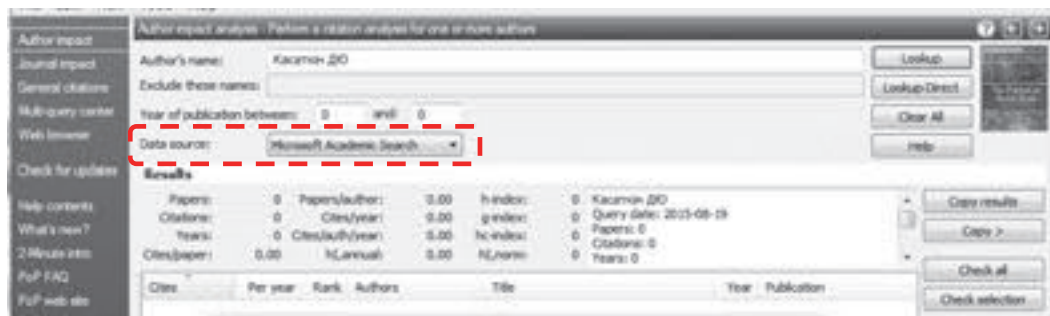 Author impact
Journal impact
General citations
Multi-query center
Web browser
Check for updates
Help contents
What's new?
2 Minute intro
PoP FAQ
PoP web site
Author impact analysis - Perform a citation analysis for one or more authors
Author's name:
Lookup
Exclude these names:
Lookup Direct
Year of publication between: 0 and: 0
Clear All
Data source: Microsoft Academic Search
Help
Results
Papers: 0 Papers/author: 0.00 h-index: 0
Citations: 0 Cites/year: 0.00 g-index: 0
Years: 0 Cites/auth/year: 0.00 hc-index: 0
Cites/paper: 0.00 hI,annual: 0.00 hI,norm: 0
Query date: 2015-08-19
Papers: 0
Citations: 0
Years: 0
Copy results
Copy >
Check all
Check selection
Cites Per year Rank Authors Title Year Publication